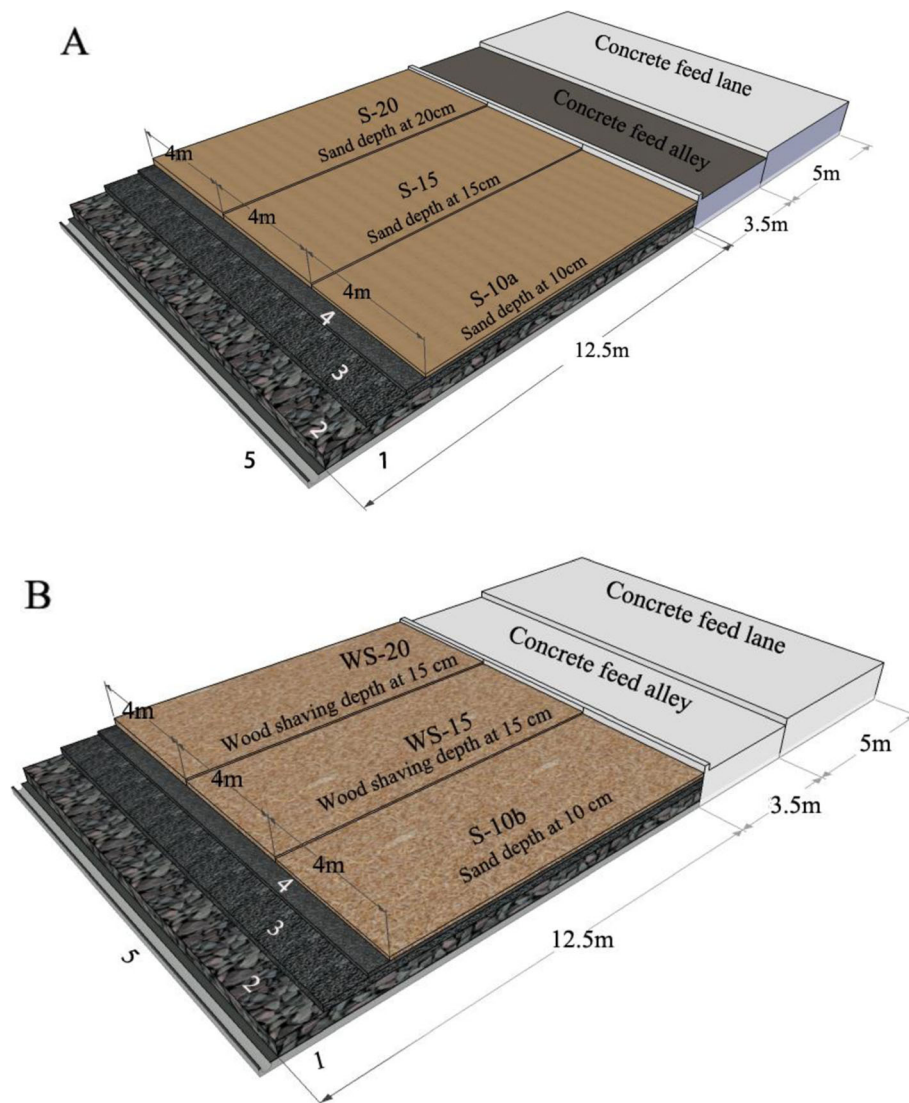 A
Concrete feed lane
Concrete feed alley
S-20
Sand depth at 20cm
S-15
Sand depth at 15cm
S-10a
Sand depth at 10cm
4m
4m
4m
5m
3.5m
12.5m
4
3
2
1
5
B
Concrete feed lane
Concrete feed alley
WS-20
Wood shaving depth at 15 cm
WS-15
Wood shaving depth at 15 cm
S-10b
Sand depth at 10 cm
4m
4m
4m
5m
3.5m
12.5m
4
3
2
1
5